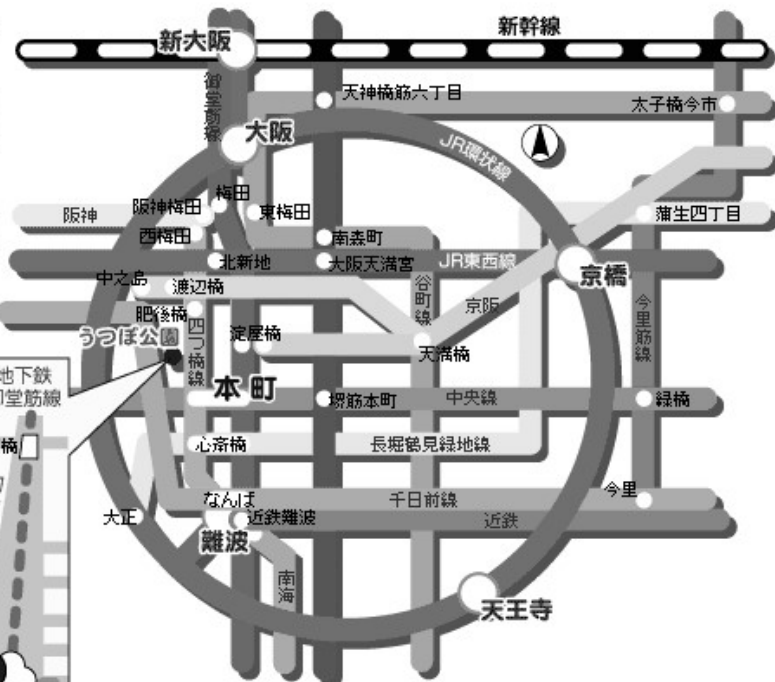 新幹線
新大阪
御堂筋線
天神橋筋六丁目
太子橋今市
大阪
JR環状線
阪神
阪神梅田
梅田
東梅田
西梅田
南森町
蒲生四丁目
北新地
大阪天満宮
JR東西線
京橋
中之島
渡辺橋
谷町線
京阪
今里筋線
肥後橋
四つ橋線
うつぼ公園
淀屋橋
天満橋
地下鉄
御堂筋線
本町
堺筋本町
中央線
緑橋
橋
心斎橋
長堀鶴見緑地線
なんば
千日前線
今里
大正
近鉄難波
近鉄
難波
南海
天王寺